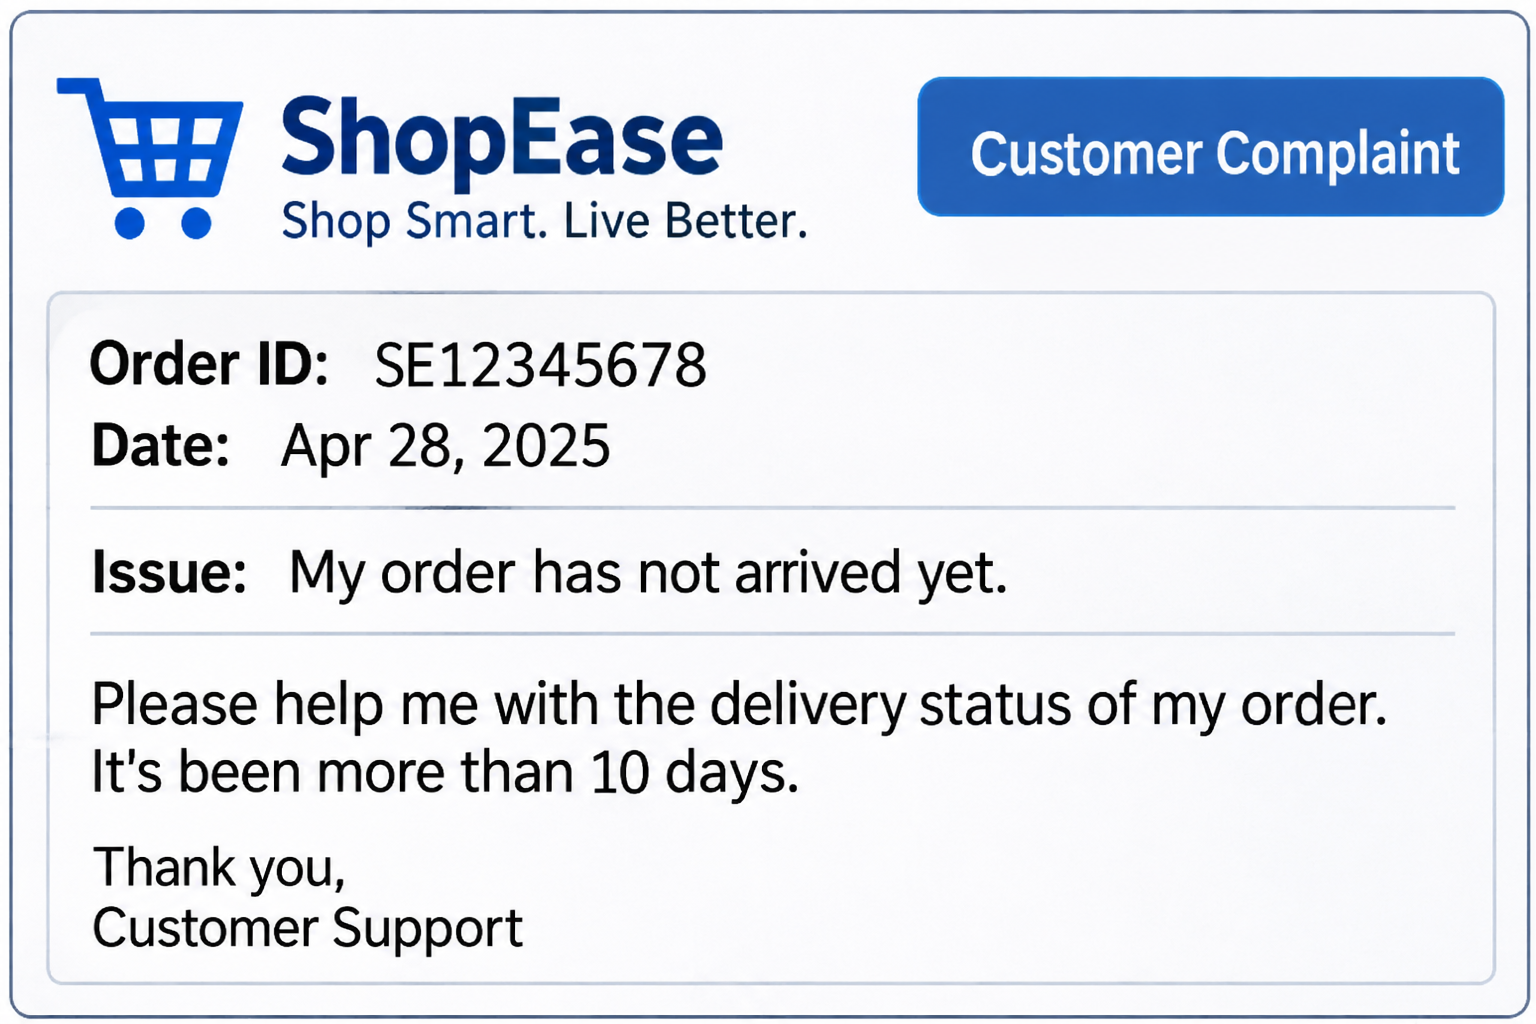 ShopEase
Shop Smart. Live Better.
Customer Complaint
Order ID: SE12345678
Date: Apr 28, 2025
Issue: My order has not arrived yet.
Please help me with the delivery status of my order.
It's been more than 10 days.
Thank you,
Customer Support